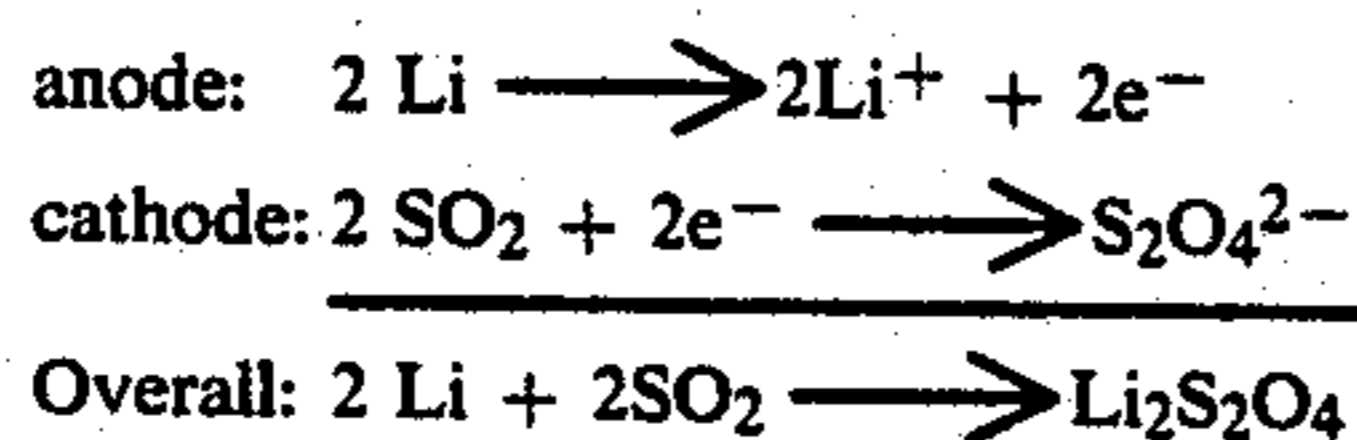 anode: 2 Li ⟶ 2Li⁺ + 2e⁻
cathode: 2 SO₂ + 2e⁻ ⟶ S₂O₄²⁻
Overall: 2 Li + 2SO₂ ⟶ Li₂S₂O₄